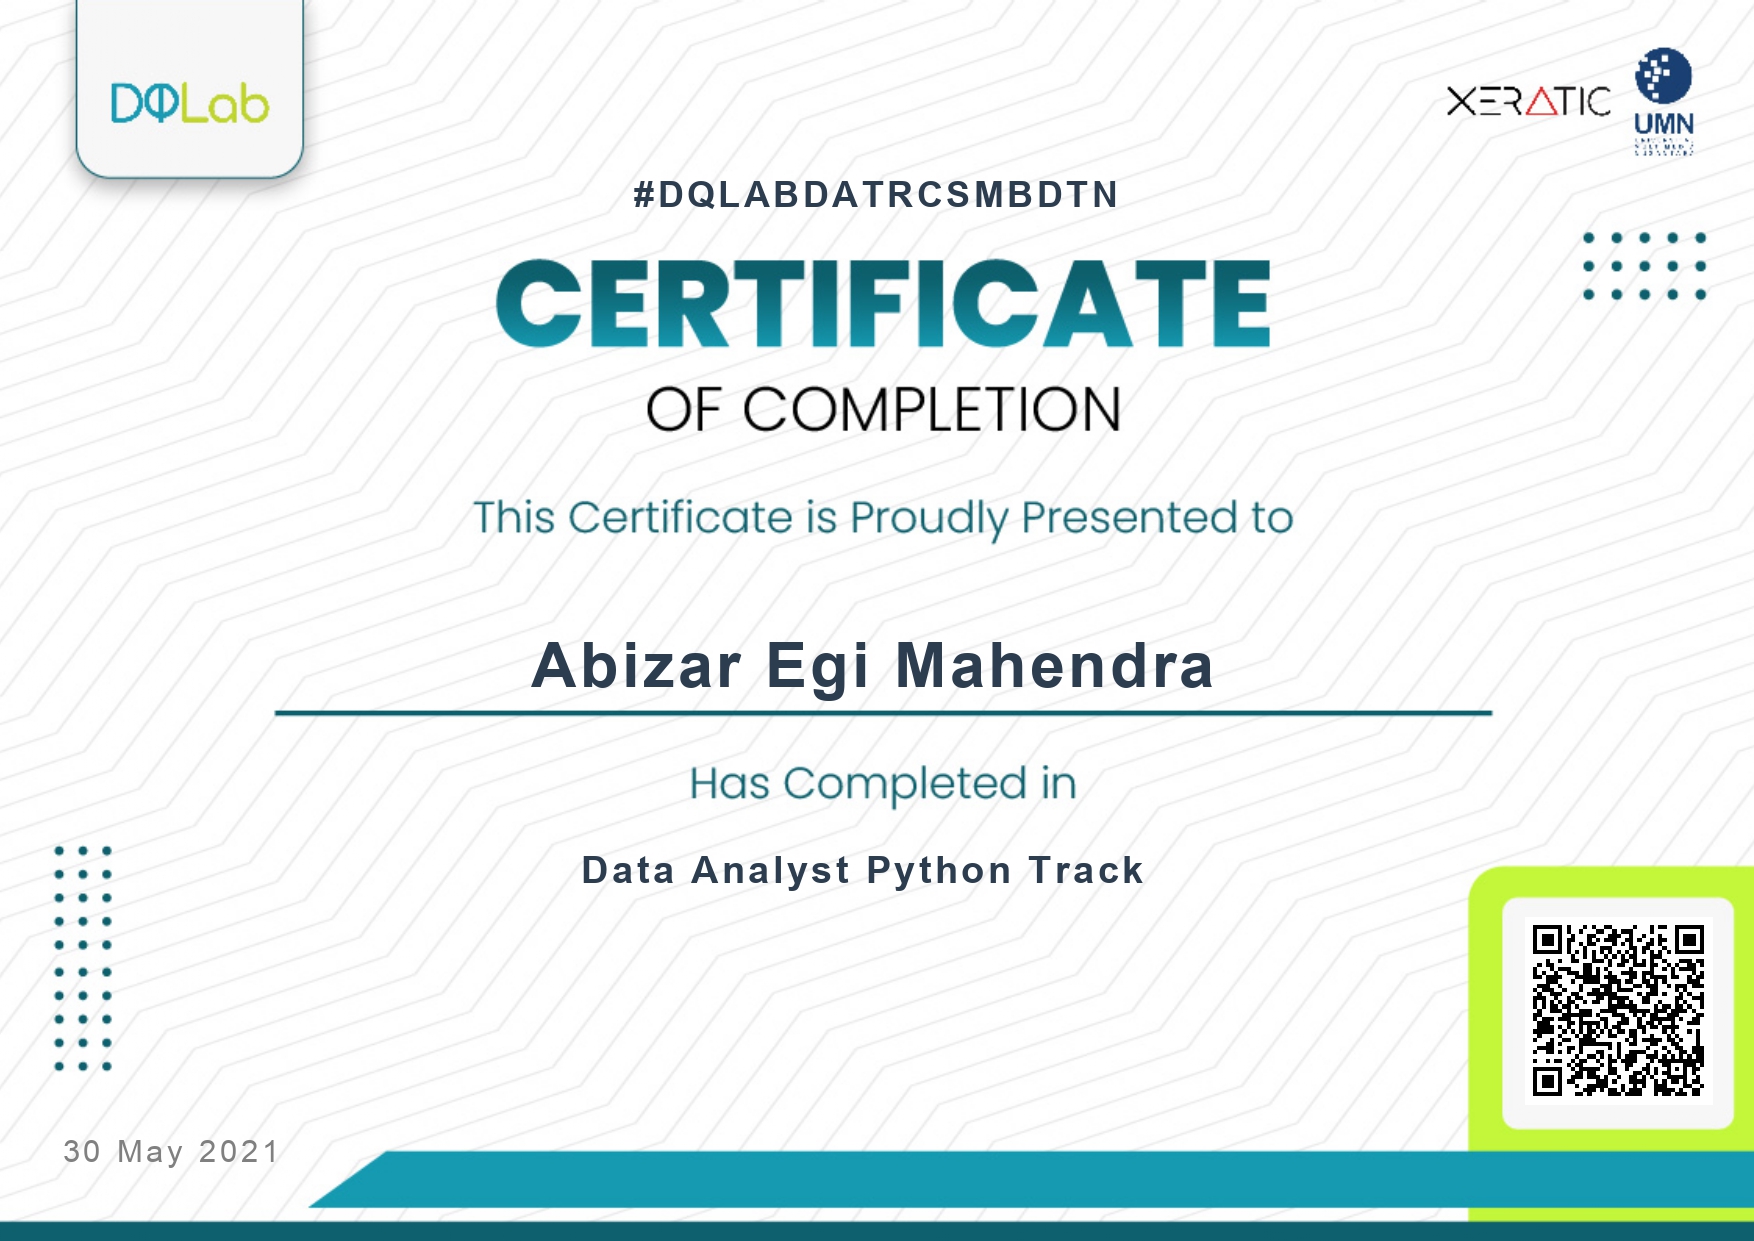 DQLab
XERATIC
UMN
#DQLABDATRCSMBDTN
CERTIFICATE
OF COMPLETION
This Certificate is Proudly Presented to
Abizar Egi Mahendra
Has Completed in
Data Analyst Python Track
30 May 2021